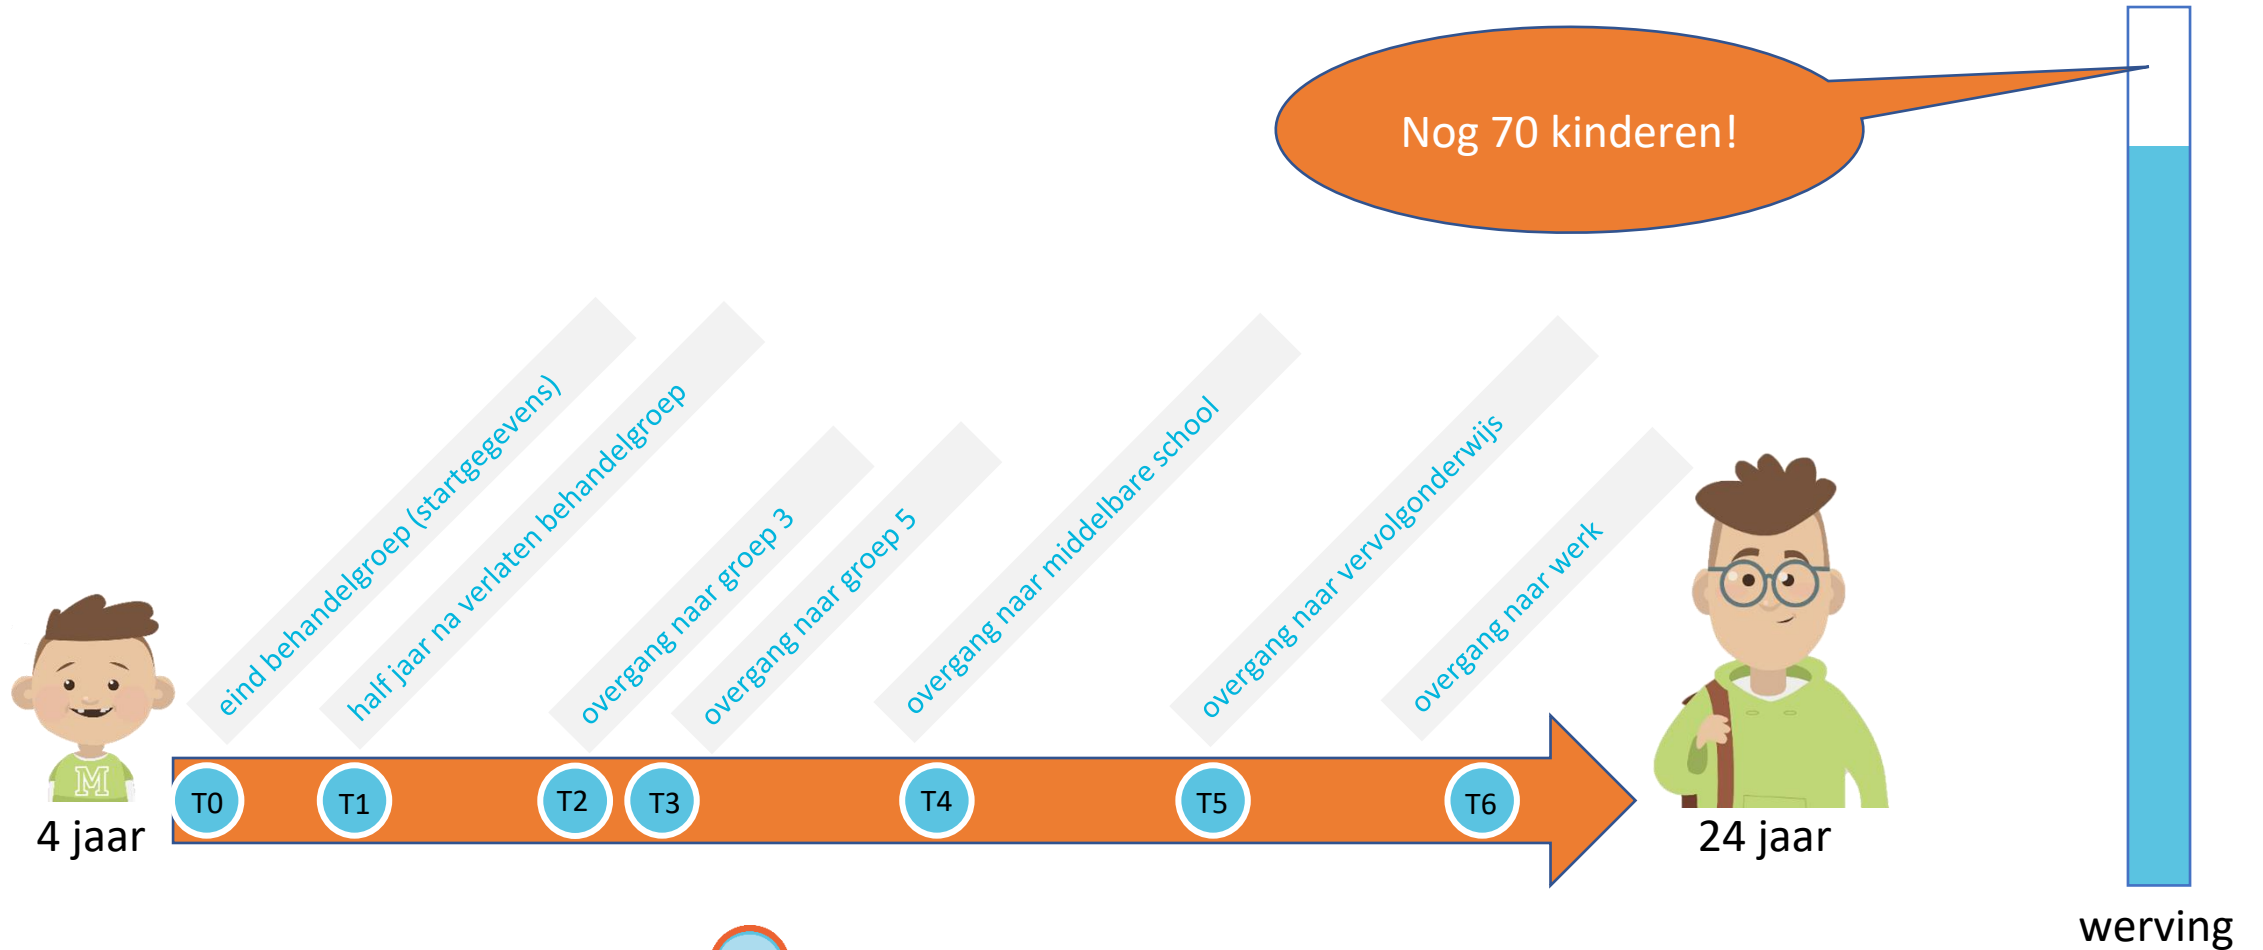 Nog 70 kinderen!
eind behandelgroep (startgegevens)
half jaar na verlaten behandelgroep
overgang naar groep 3
overgang naar groep 5
overgang naar middelbare school
overgang naar vervolgonderwijs
overgang naar werk
M
T0
T1
T2
T3
T4
T5
T6
4 jaar
24 jaar
werving